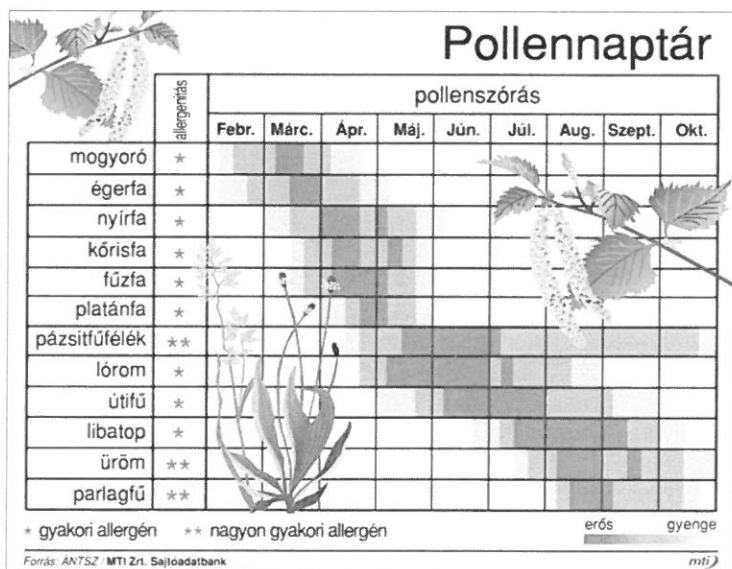 Pollennaptár
allergenitás
pollenszórás
Febr. Márc. Ápr. Máj. Jún. Júl. Aug. Szept. Okt.
mogyoró *
égerfa *
nyírfa *
kőrisfa *
fűzfa *
platánfa *
pázsitfűfélék **
lórom *
útifű *
libatop *
üröm **
parlagfű **
* gyakori allergén ** nagyon gyakori allergén
erős gyenge
Forrás: ÁNTSZ / MTI Zrt. Sajtóadatbank
mti